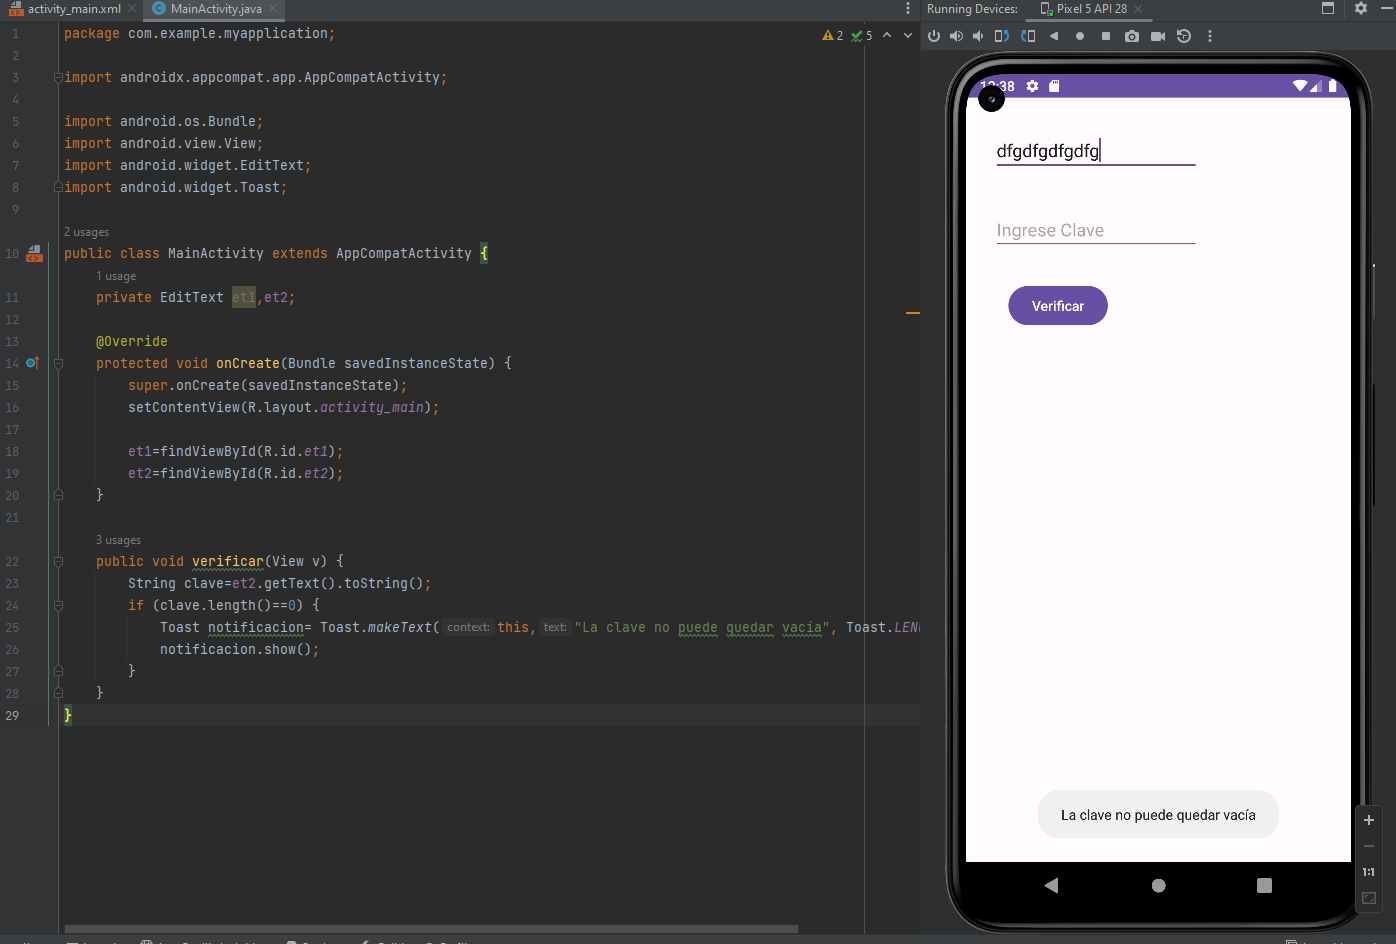 activity_main.xml
MainActivity.java
Running Devices:
Pixel 5 API 28
1 package com.example.myapplication;
2 5
2
3 import androidx.appcompat.app.AppCompatActivity;
4
5 import android.os.Bundle;
6 import android.view.View;
7 import android.widget.EditText;
8 import android.widget.Toast;
9
2 usages
10 public class MainActivity extends AppCompatActivity {
1 usage
11 private EditText et1,et2;
12
13 @Override
14 protected void onCreate(Bundle savedInstanceState) {
15 super.onCreate(savedInstanceState);
16 setContentView(R.layout.activity_main);
17
18 et1=findViewById(R.id.et1);
19 et2=findViewById(R.id.et2);
20 }
21
3 usages
22 public void verificar(View v) {
23 String clave=et2.getText().toString();
24 if (clave.length()==0) {
25 Toast notificacion= Toast.makeText( context: this, text: "La clave no puede quedar vacía", Toast.LEN
26 notificacion.show();
27 }
28 }
29 }
dfgdfgdfgdfg
Ingrese Clave
Verificar
La clave no puede quedar vacía
1:1